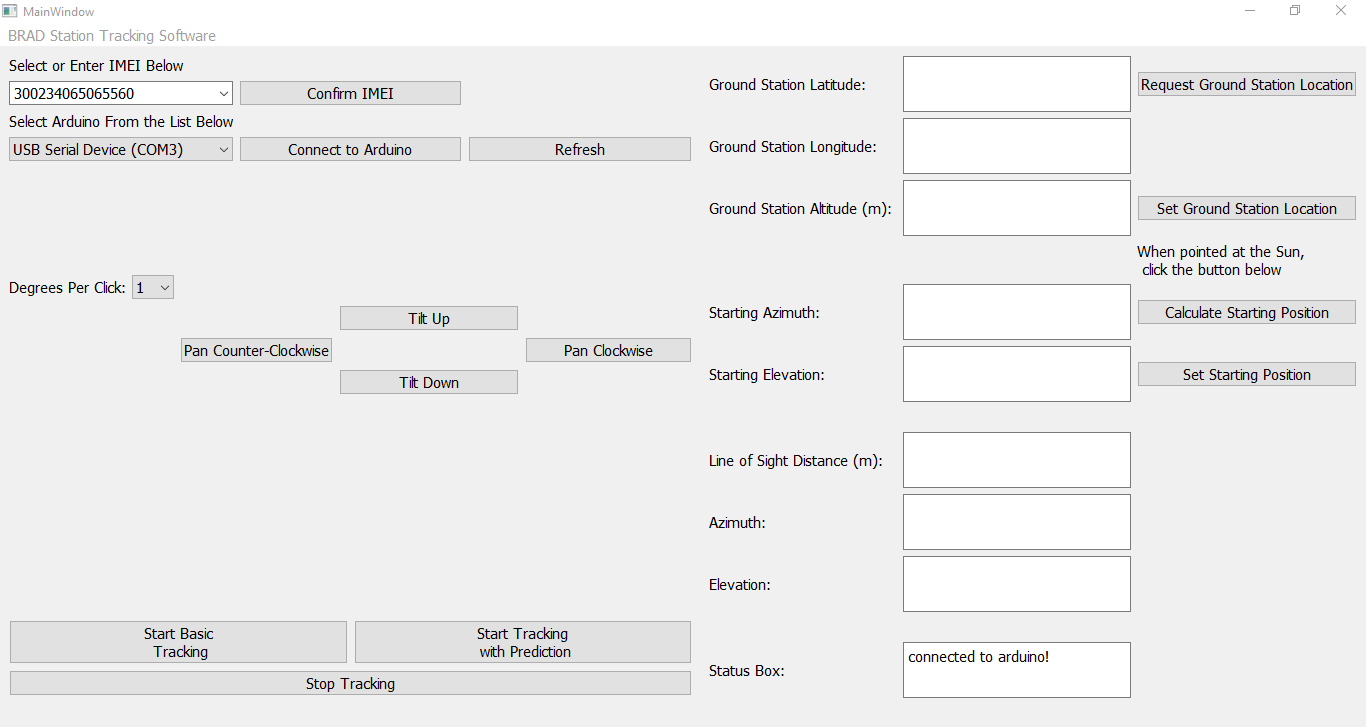 MainWindow
BRAD Station Tracking Software
Select or Enter IMEI Below
300234065065560
Confirm IMEI
Select Arduino From the List Below
USB Serial Device (COM3)
Connect to Arduino
Refresh
Degrees Per Click:
1
Tilt Up
Pan Counter-Clockwise
Pan Clockwise
Tilt Down
Start Basic
Tracking
Start Tracking
with Prediction
Stop Tracking
Ground Station Latitude:
Request Ground Station Location
Ground Station Longitude:
Ground Station Altitude (m):
Set Ground Station Location
When pointed at the Sun,
click the button below
Starting Azimuth:
Calculate Starting Position
Starting Elevation:
Set Starting Position
Line of Sight Distance (m):
Azimuth:
Elevation:
Status Box:
connected to arduino!